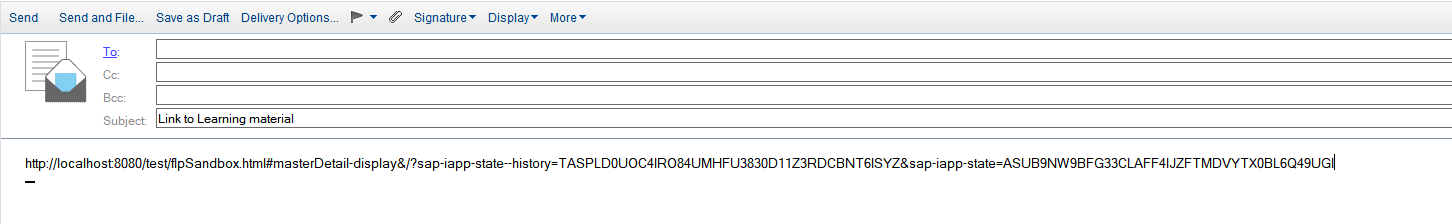 Send Send and File... Save as Draft Delivery Options... Signature Display More
To:
Cc:
Bcc:
Subject: Link to Learning material
http://localhost:8080/test/flpSandbox.html#masterDetail-display&/?sap-iapp-state--history=TASPLD0UOC4IRO84UMHFU3830D11Z3RDCBNT6ISYZ&sap-iapp-state=ASUB9NW9BFG33CLAFF4IJZFTMDVYTX0BL6Q49UGI